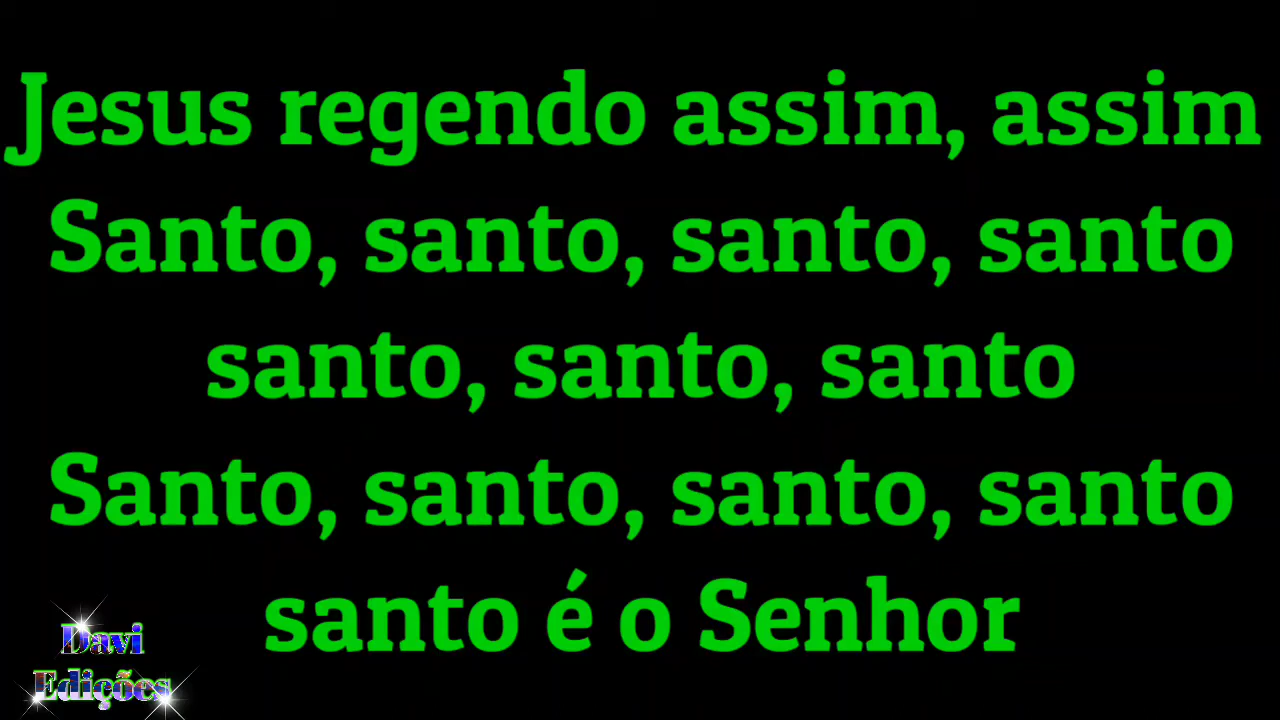 Jesus regendo assim, assim
Santo, santo, santo, santo
santo, santo, santo
Santo, santo, santo, santo
santo é o Senhor
Davi
Edições